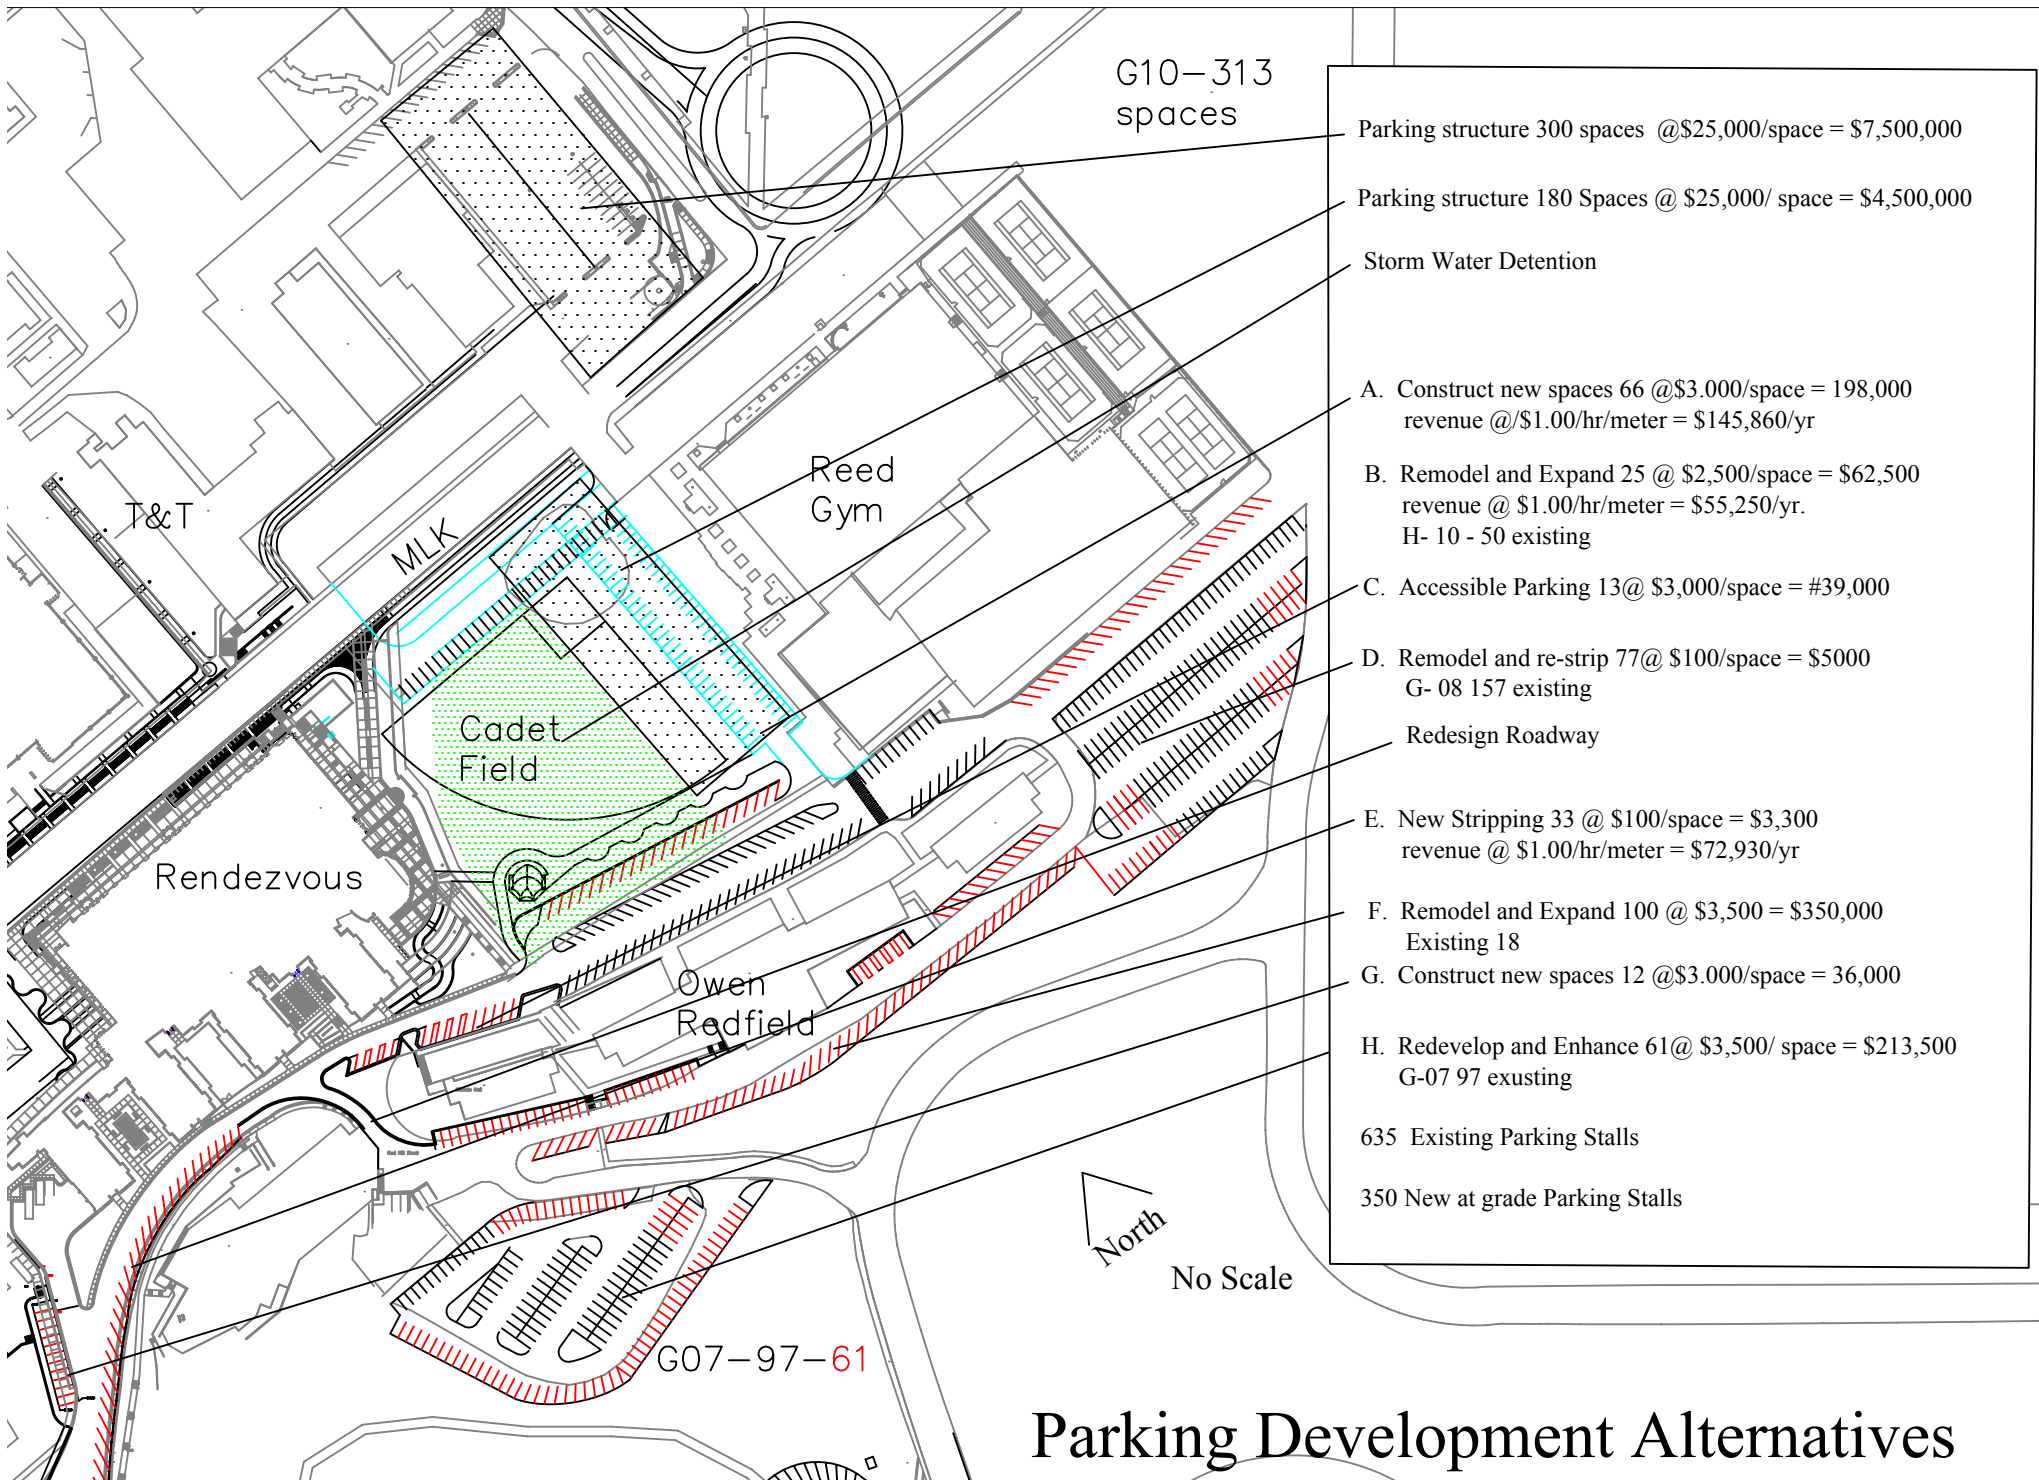 G10-313
spaces
Parking structure 300 spaces @$25,000/space = $7,500,000
Parking structure 180 Spaces @ $25,000/ space = $4,500,000
Storm Water Detention
A. Construct new spaces 66 @$3.000/space = 198,000
revenue @/$1.00/hr/meter = $145,860/yr
B. Remodel and Expand 25 @ $2,500/space = $62,500
revenue @ $1.00/hr/meter = $55,250/yr.
H- 10 - 50 existing
C. Accessible Parking 13@ $3,000/space = #39,000
D. Remodel and re-strip 77@ $100/space = $5000
G- 08 157 existing
Redesign Roadway
E. New Stripping 33 @ $100/space = $3,300
revenue @ $1.00/hr/meter = $72,930/yr
F. Remodel and Expand 100 @ $3,500 = $350,000
Existing 18
G. Construct new spaces 12 @$3.000/space = 36,000
H. Redevelop and Enhance 61@ $3,500/ space = $213,500
G-07 97 exusting
635 Existing Parking Stalls
350 New at grade Parking Stalls
T&T
MLK
Reed
Gym
Cadet
Field
Rendezvous
Owen
Redfield
North
No Scale
G07-97-61
Parking Development Alternatives